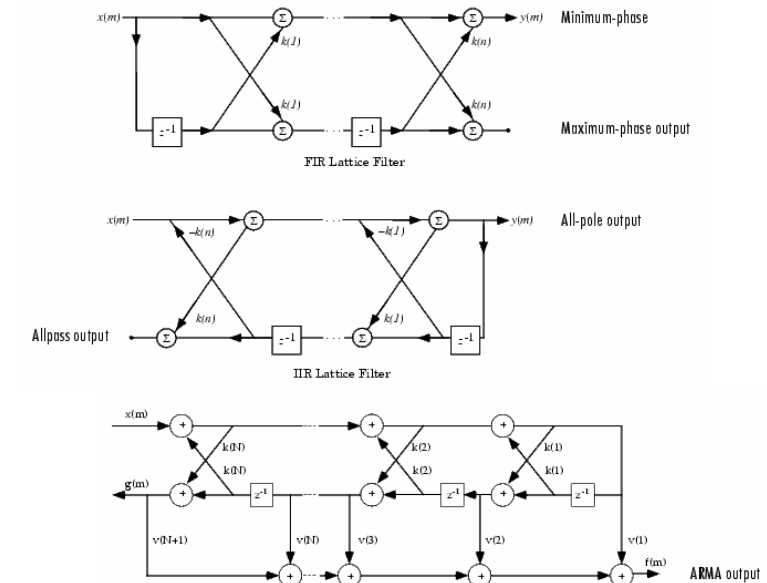 x(m) Σ ... Σ y(m) Minimum-phase
k(1) k(n)
k(1) k(n)
z⁻¹ Σ ... z⁻¹ Σ Maximum-phase output
FIR Lattice Filter
x(m) Σ ... Σ y(m) All-pole output
–k(n) –k(1)
k(n) k(1)
Allpass output Σ z⁻¹ ... Σ z⁻¹
IIR Lattice Filter
x(m) + ... + +
k(N) k(2) k(1)
k(N) k(2) k(1)
g(m) + z⁻¹ ... + z⁻¹ + z⁻¹
v(N+1) v(N) v(3) v(2) v(1)
+ ... + + + f(m) ARMA output